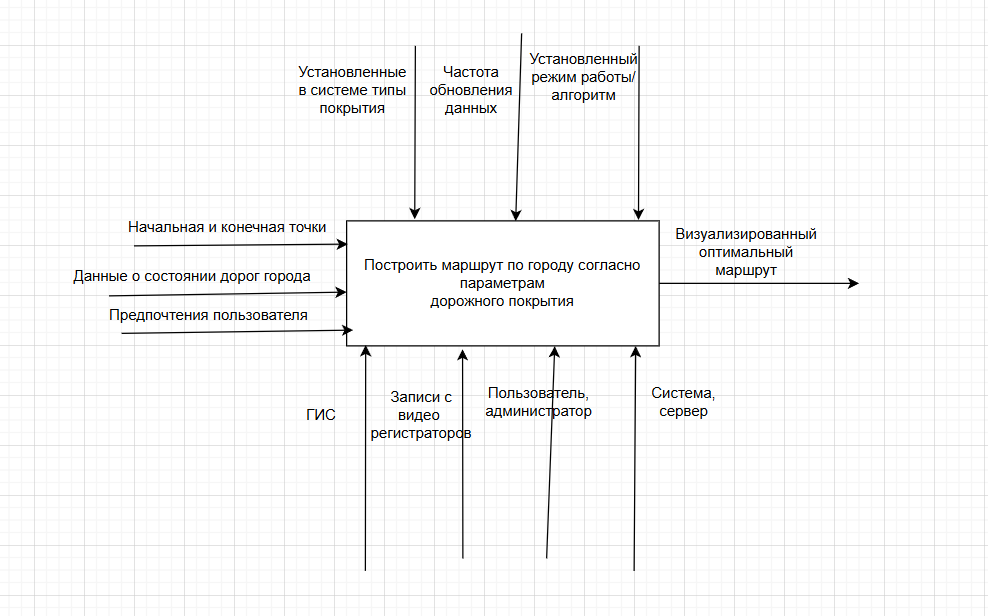 Установленные
в системе типы
покрытия
Частота
обновления
данных
Установленный
режим работы/
алгоритм
Начальная и конечная точки
Данные о состоянии дорог города
Предпочтения пользователя
Построить маршрут по городу согласно
параметрам
дорожного покрытия
Визуализированный
оптимальный
маршрут
ГИС
Записи с
видео
регистраторов
Пользователь,
администратор
Система,
сервер